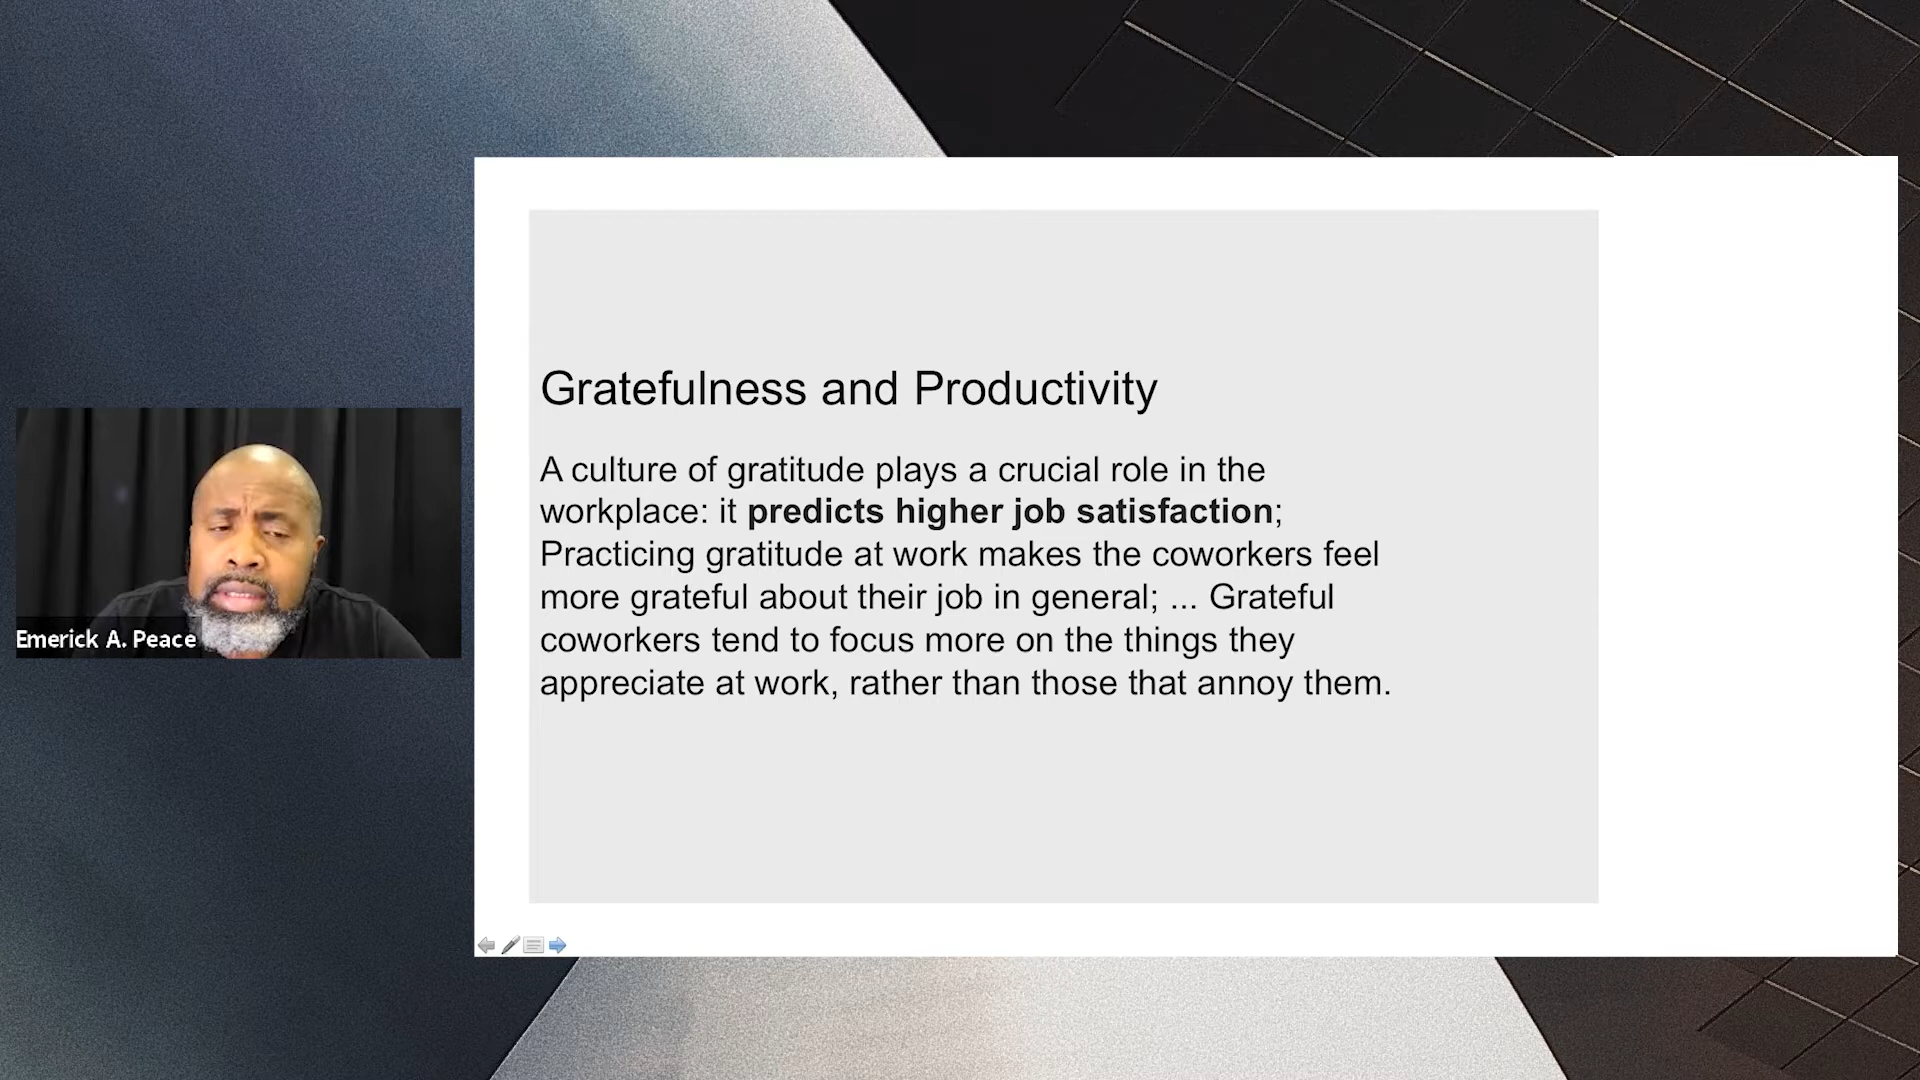 Gratefulness and Productivity
A culture of gratitude plays a crucial role in the
workplace: it predicts higher job satisfaction;
Practicing gratitude at work makes the coworkers feel
more grateful about their job in general; ... Grateful
coworkers tend to focus more on the things they
appreciate at work, rather than those that annoy them.
Emerick A. Peace